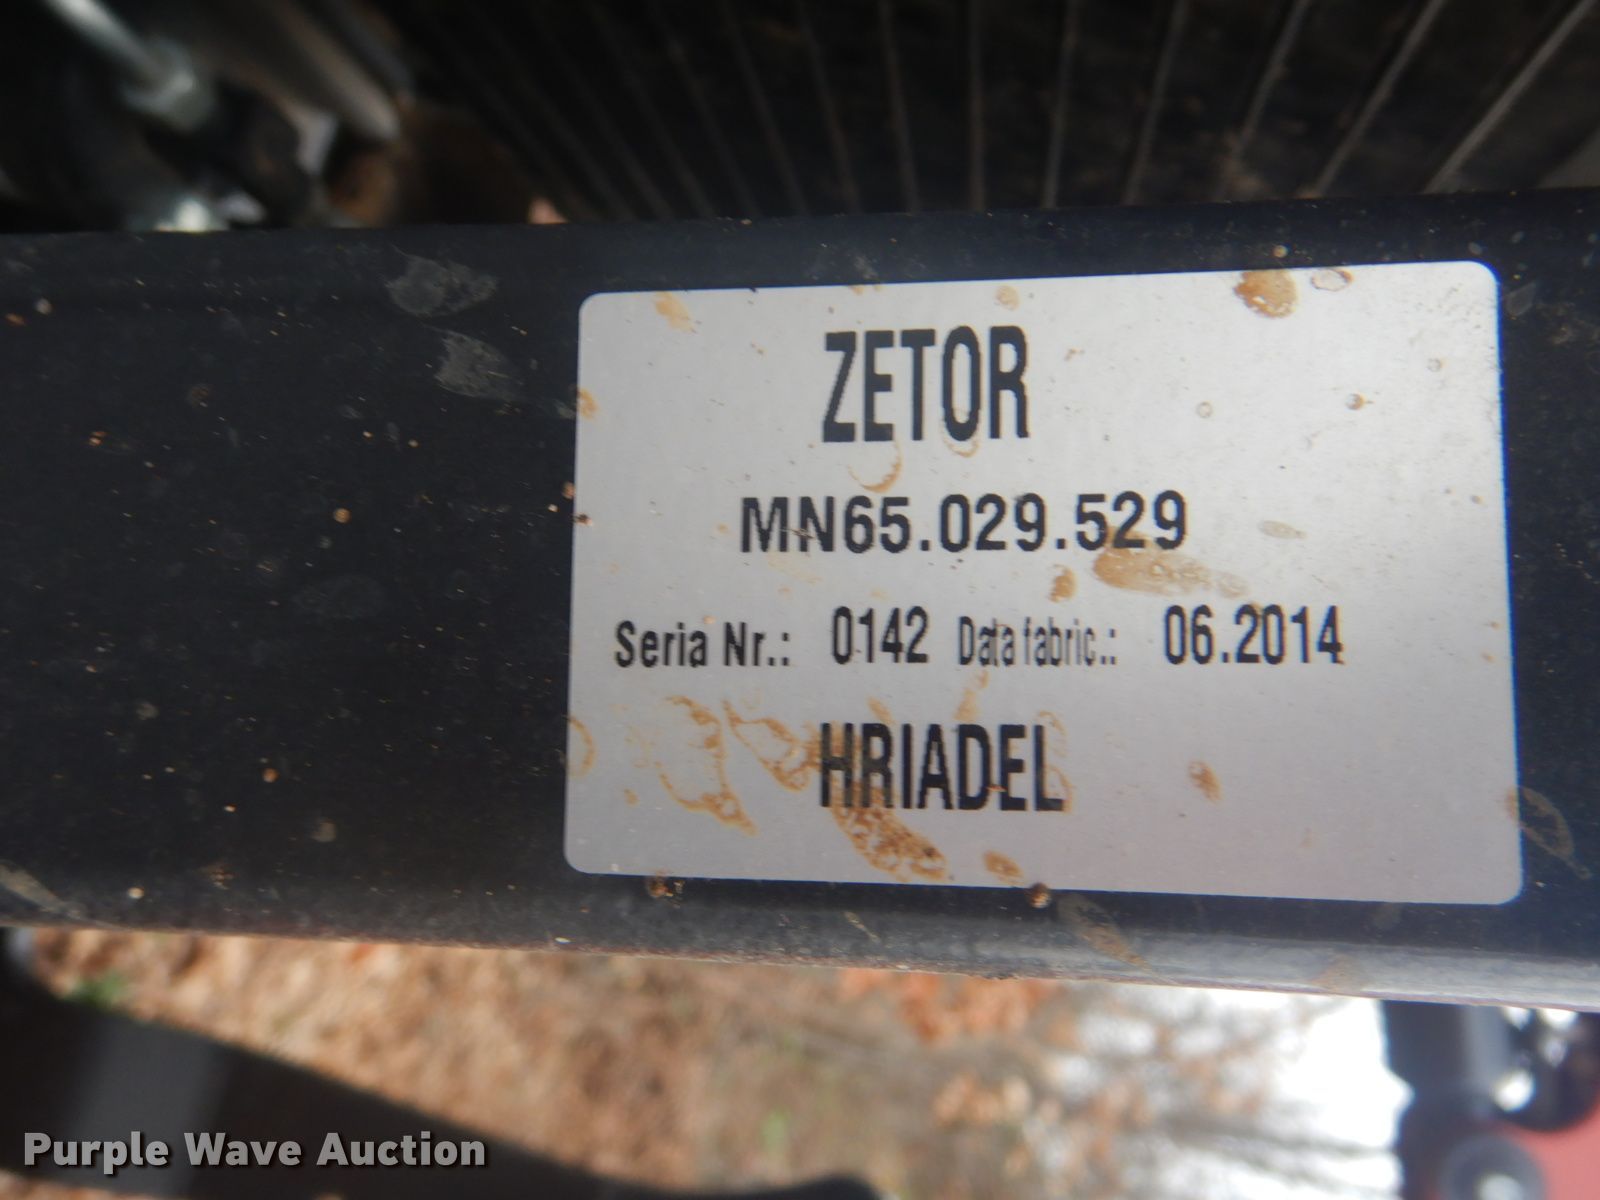 ZETOR
MN65.029.529
Seria Nr.: 0142 Data fabric.: 06.2014
HRIADEL
Purple Wave Auction